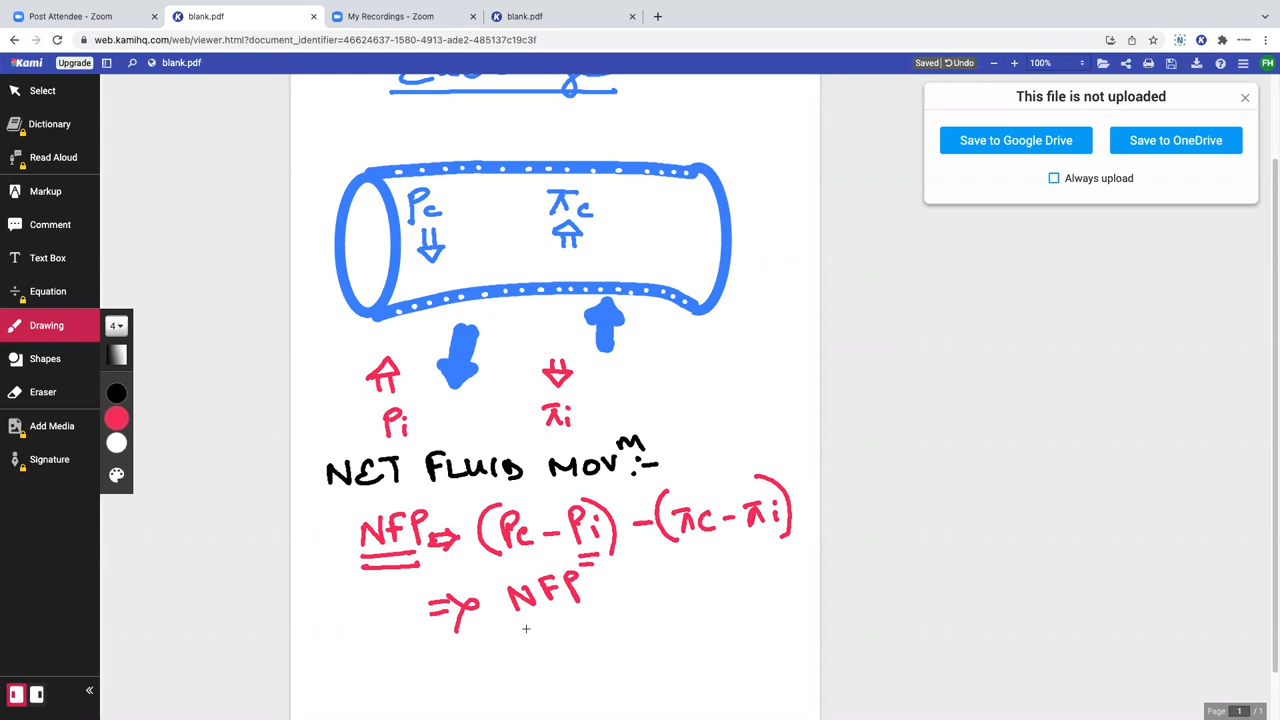 Post Attendee - Zoom
blank.pdf
My Recordings - Zoom
blank.pdf
web.kamihq.com/web/viewer.html?document_identifier=46624637-1580-4913-ade2-485137c19c3f
Kami
Upgrade
blank.pdf
Saved
Undo
100%
FH
Select
Dictionary
Read Aloud
Markup
Comment
Text Box
Equation
Drawing
4
Shapes
Eraser
Add Media
Signature
This file is not uploaded
Save to Google Drive
Save to OneDrive
Always upload
Pc
πc
Pi
πi
NET FLUID MOVᴹ :-
NFP ⇒ (Pc - Pi) - (πc - πi)
⇒ NFP
Page 1 / 1